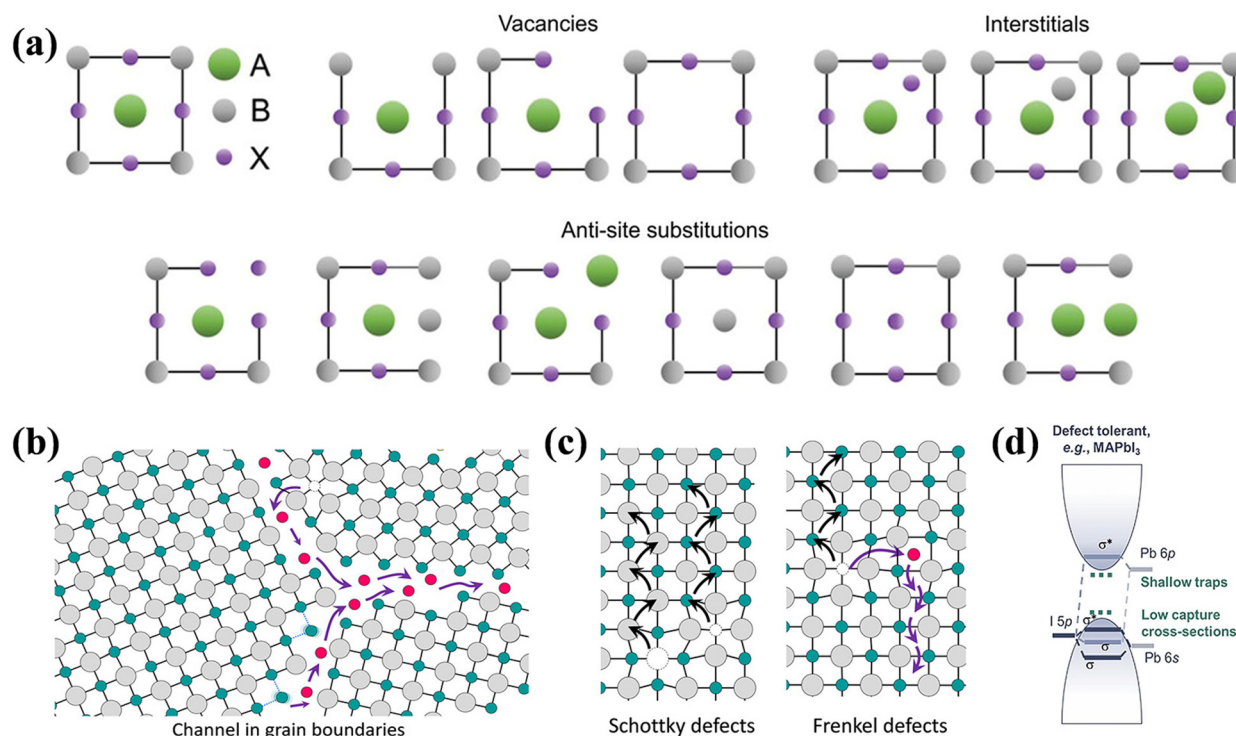 (a)
A
B
X
Vacancies
Interstitials
Anti-site substitutions
(b)
Channel in grain boundaries
(c)
Schottky defects
Frenkel defects
(d)
Defect tolerant,
e.g., MAPbI₃
σ*
Pb 6p
Shallow traps
σ*
Low capture
cross-sections
I 5p
σ
σ
Pb 6s